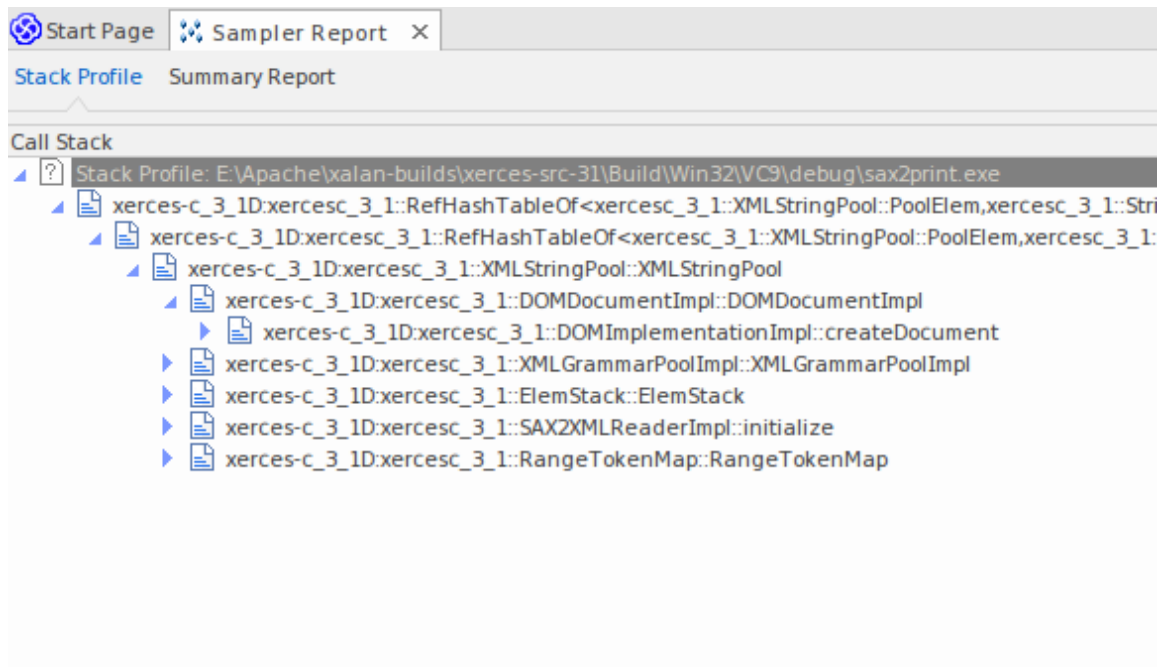 Start Page
Sampler Report
Stack Profile Summary Report
Call Stack
Stack Profile: E:\Apache\xalan-builds\xerces-src-31\Build\Win32\VC9\debug\sax2print.exe
xerces-c_3_1D:xercesc_3_1::RefHashTableOf<xercesc_3_1::XMLStringPool::PoolElem,xercesc_3_1::Stri
xerces-c_3_1D:xercesc_3_1::RefHashTableOf<xercesc_3_1::XMLStringPool::PoolElem,xercesc_3_1:
xerces-c_3_1D:xercesc_3_1::XMLStringPool::XMLStringPool
xerces-c_3_1D:xercesc_3_1::DOMDocumentImpl::DOMDocumentImpl
xerces-c_3_1D:xercesc_3_1::DOMImplementationImpl::createDocument
xerces-c_3_1D:xercesc_3_1::XMLGrammarPoolImpl::XMLGrammarPoolImpl
xerces-c_3_1D:xercesc_3_1::ElemStack::ElemStack
xerces-c_3_1D:xercesc_3_1::SAX2XMLReaderImpl::initialize
xerces-c_3_1D:xercesc_3_1::RangeTokenMap::RangeTokenMap